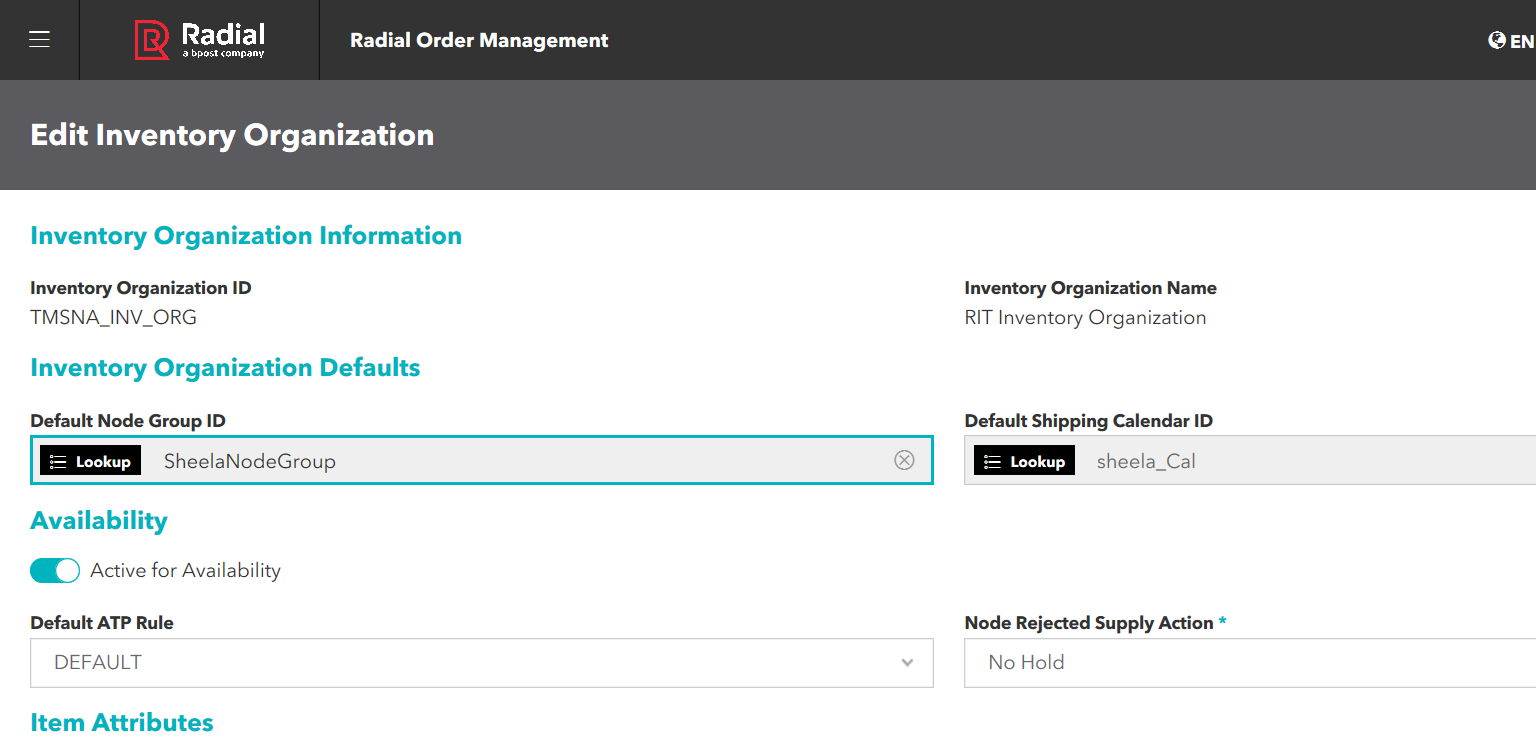 Radial
a bpost company
Radial Order Management
EN
Edit Inventory Organization
Inventory Organization Information
Inventory Organization ID
TMSNA_INV_ORG
Inventory Organization Name
RIT Inventory Organization
Inventory Organization Defaults
Default Node Group ID
Lookup SheelaNodeGroup
Default Shipping Calendar ID
Lookup sheela_Cal
Availability
Active for Availability
Default ATP Rule
DEFAULT
Node Rejected Supply Action *
No Hold
Item Attributes